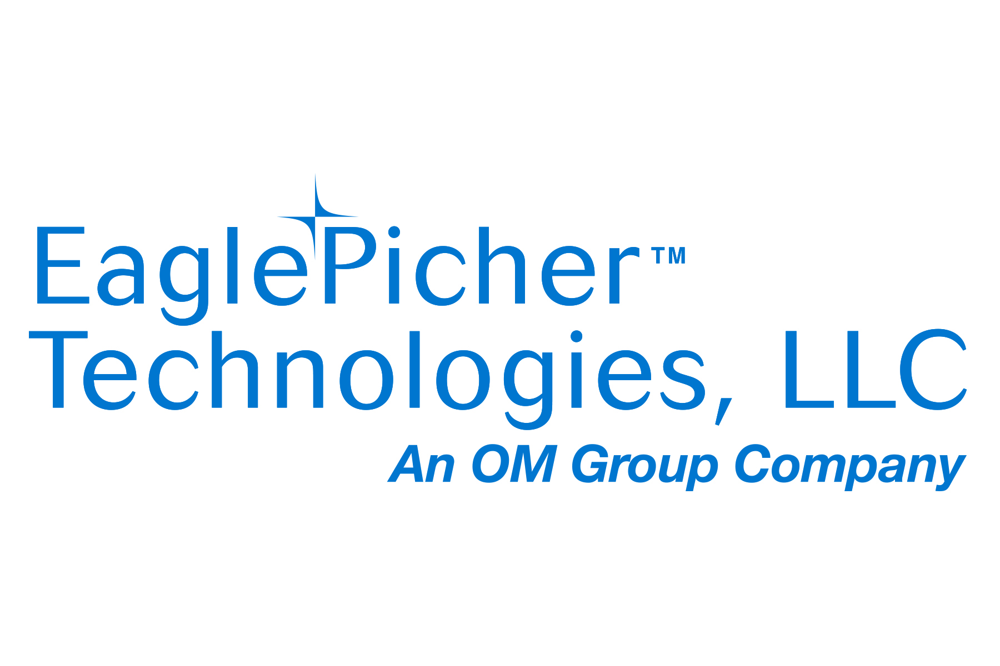 EaglePicher™
Technologies, LLC
An OM Group Company